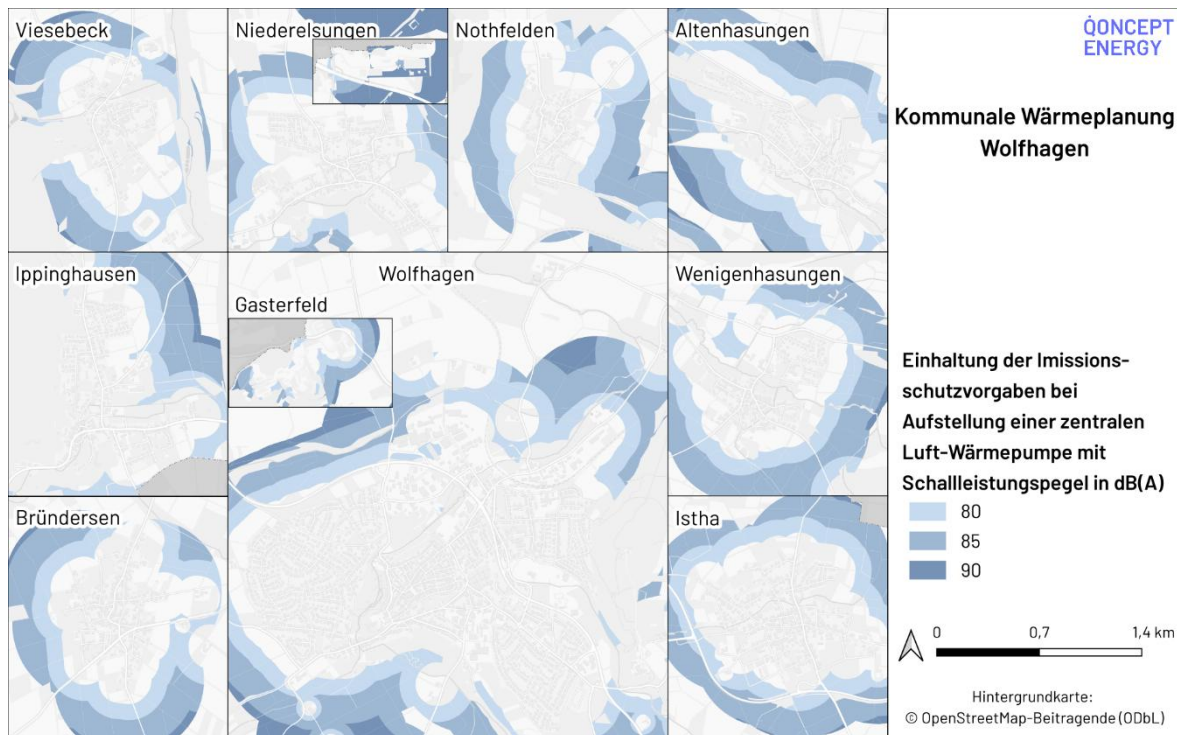 Viesebeck
Niederelsungen
Nothfelden
Altenhasungen
QONCEPT
ENERGY
Kommunale Wärmeplanung
Wolfhagen
Ippinghausen
Wolfhagen
Wenigenhasungen
Gasterfeld
Einhaltung der Imissions-
schutzvorgaben bei
Aufstellung einer zentralen
Luft-Wärmepumpe mit
Schallleistungspegel in dB(A)
80
85
90
Bründersen
Istha
0 0,7 1,4 km
Hintergrundkarte:
© OpenStreetMap-Beitragende (ODbL)